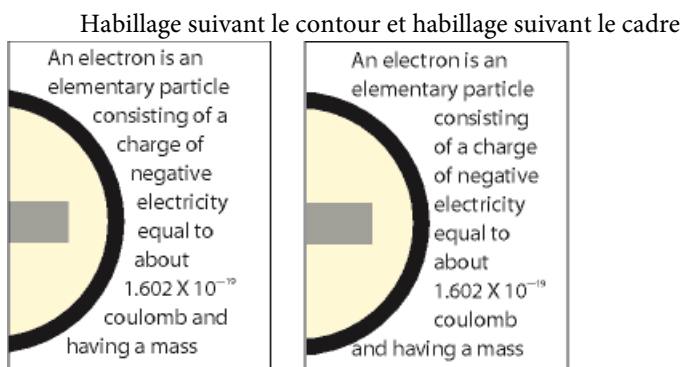 Habillage suivant le contour et habillage suivant le cadre
An electron is an
elementary particle
consisting of a
charge of
negative
electricity
equal to
about
1.602 X 10⁻¹⁹
coulomb and
having a mass
An electron is an
elementary particle
consisting
of a charge
of negative
electricity
equal to
about
1.602 X 10⁻¹⁹
coulomb
and having a mass